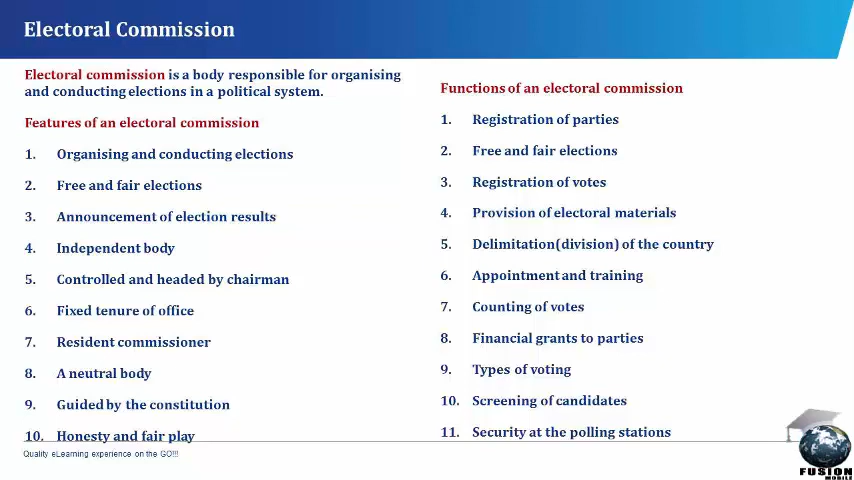 Electoral Commission
Electoral commission is a body responsible for organising
and conducting elections in a political system.
Features of an electoral commission
1. Organising and conducting elections
2. Free and fair elections
3. Announcement of election results
4. Independent body
5. Controlled and headed by chairman
6. Fixed tenure of office
7. Resident commissioner
8. A neutral body
9. Guided by the constitution
10. Honesty and fair play
Functions of an electoral commission
1. Registration of parties
2. Free and fair elections
3. Registration of votes
4. Provision of electoral materials
5. Delimitation(division) of the country
6. Appointment and training
7. Counting of votes
8. Financial grants to parties
9. Types of voting
10. Screening of candidates
11. Security at the polling stations
Quality eLearning experience on the GO!!!
FUSION
MOBILE